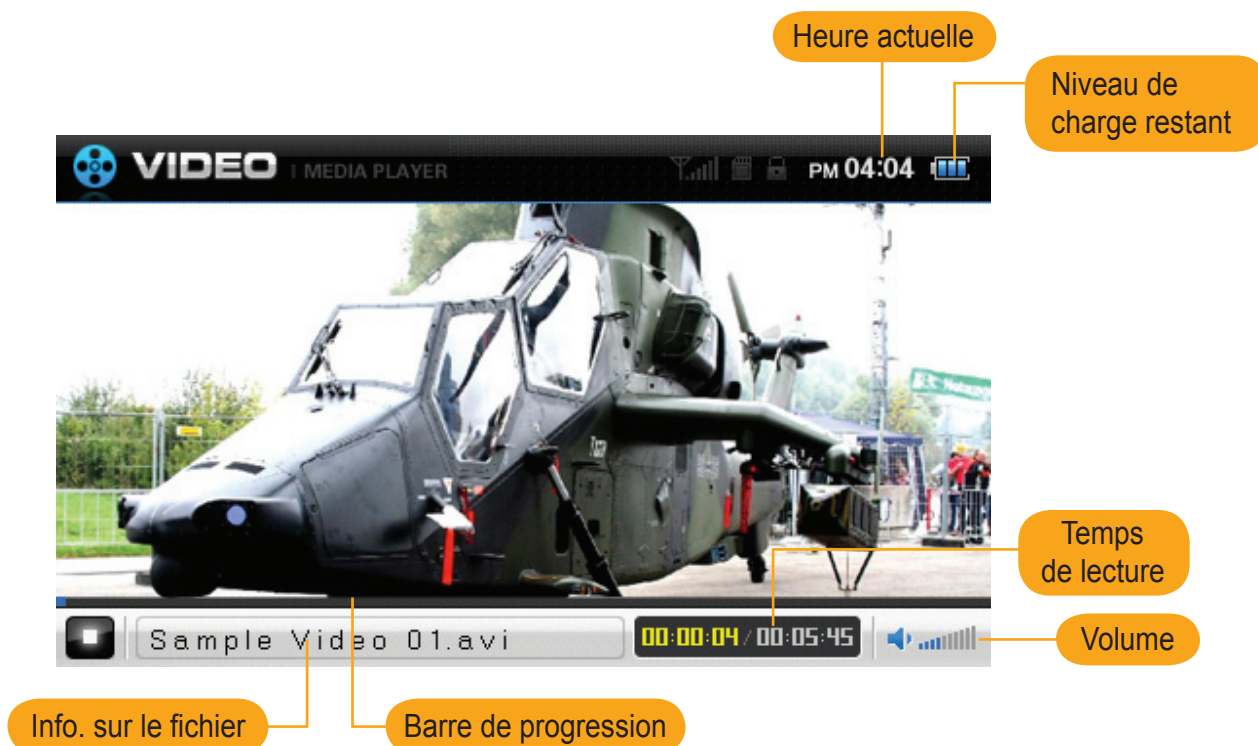 Heure actuelle
Niveau de
charge restant
VIDEO | MEDIA PLAYER
PM 04:04
Temps
de lecture
Sample Video 01.avi
00:00:04/00:05:45
Volume
Info. sur le fichier
Barre de progression